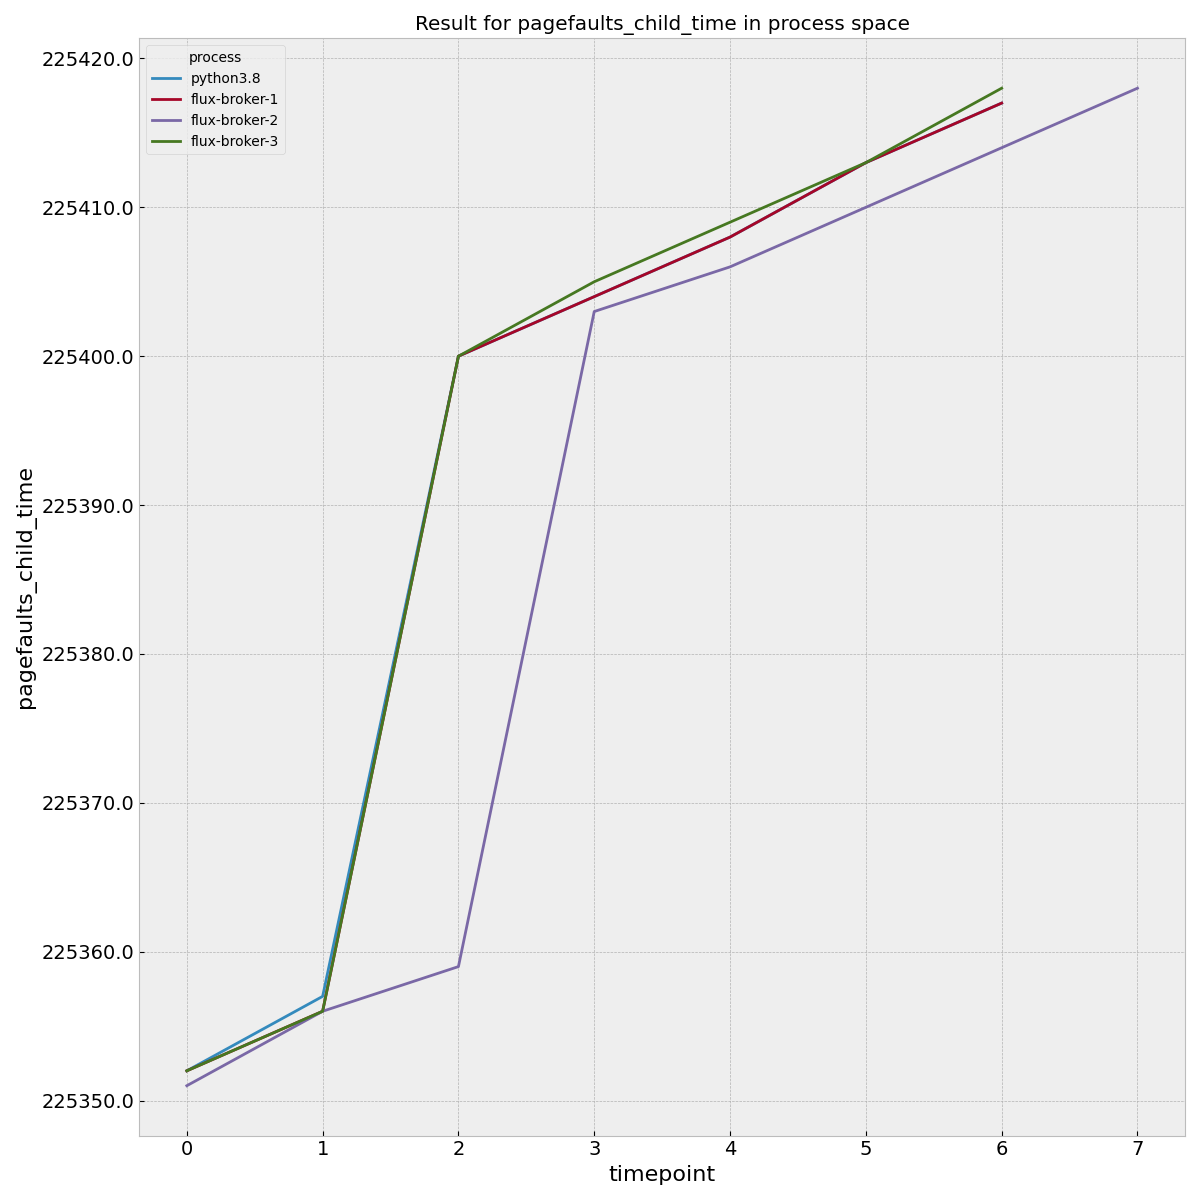 Result for pagefaults_child_time in process space
process
python3.8
flux-broker-1
flux-broker-2
flux-broker-3
225420.0
225410.0
225400.0
225390.0
225380.0
225370.0
225360.0
225350.0
pagefaults_child_time
0 1 2 3 4 5 6 7
timepoint